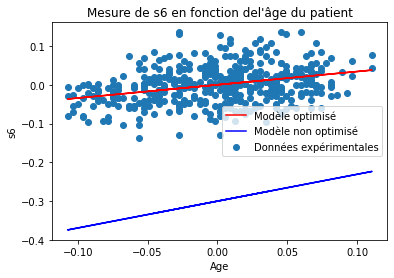 Mesure de s6 en fonction del'âge du patient
0.1
0.0
−0.1
−0.2
−0.3
−0.4
s6
Modèle optimisé
Modèle non optimisé
Données expérimentales
−0.10
−0.05
0.00
0.05
0.10
Age